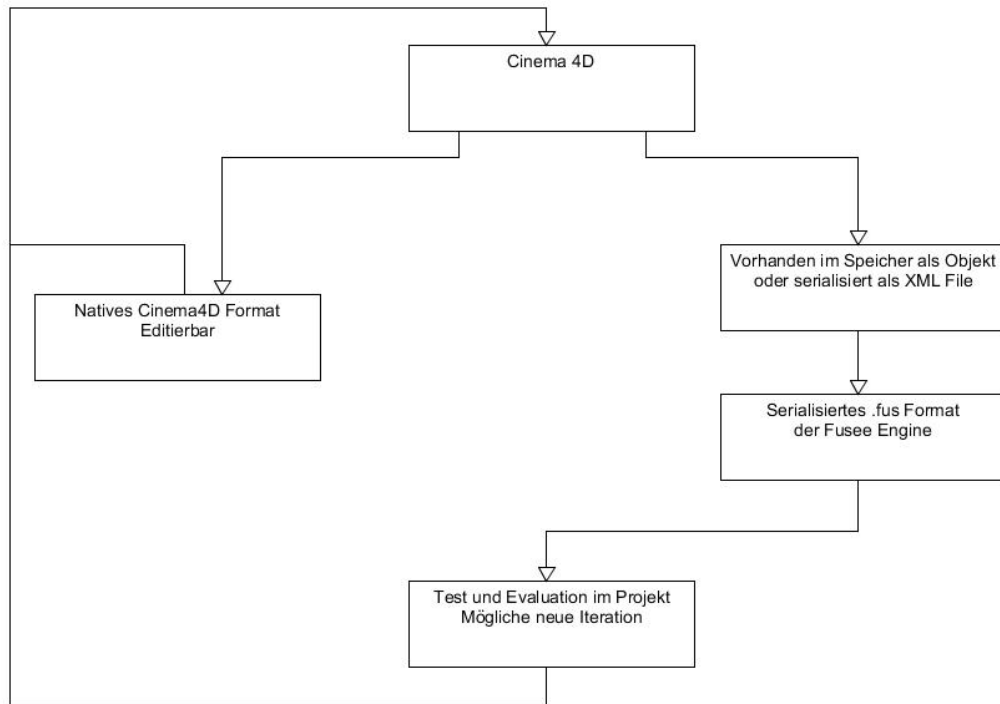 Cinema 4D
Vorhanden im Speicher als Objekt
oder serialisiert als XML File
Natives Cinema4D Format
Editierbar
Serialisiertes .fus Format
der Fusee Engine
Test und Evaluation im Projekt
Mögliche neue Iteration